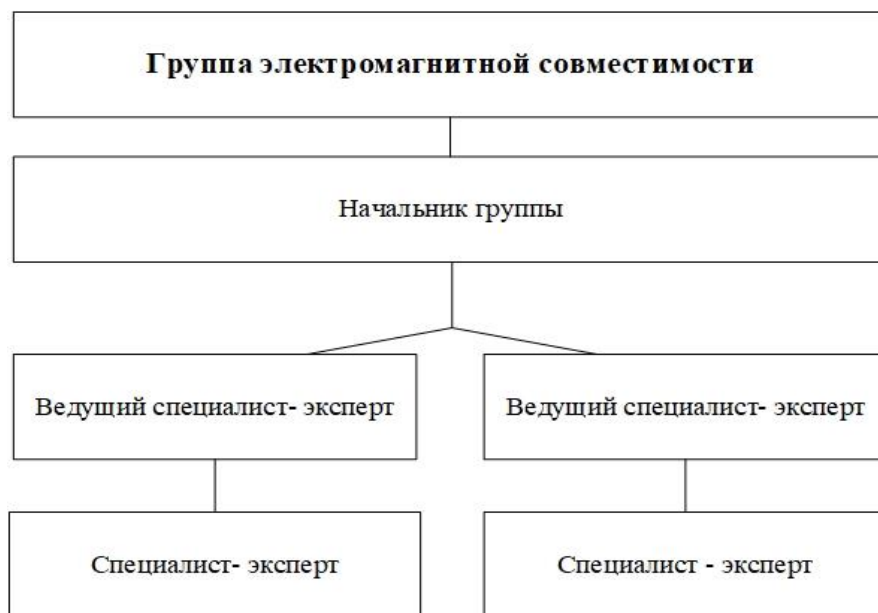 Группа электромагнитной совместимости
Начальник группы
Ведущий специалист- эксперт
Ведущий специалист- эксперт
Специалист- эксперт
Специалист - эксперт